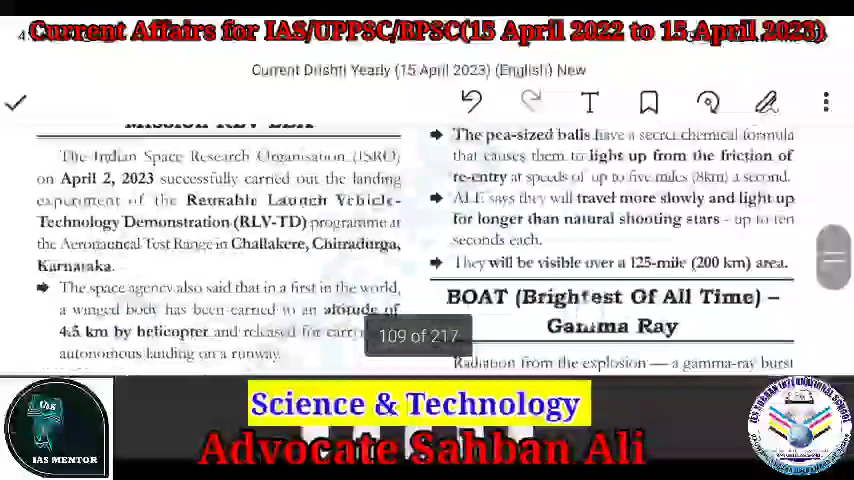 Current Affairs for IAS/UPPSC/BPSC(15 April 2022 to 15 April 2023)
Current Drishti Yearly (15 April 2023) (English) New
The Indian Space Research Organisation (ISRO)
on April 2, 2023 successfully carried out the landing
experiment of the Reusable Launch Vehicle-
Technology Demonstration (RLV-TD) programme at
the Aeronautical Test Range in Challakere, Chitradurga,
Karnataka.
The space agency also said that in a first in the world,
a winged body has been carried to an altitude of
4.5 km by helicopter and released for
autonomous landing on a runway.
The pea-sized balls have a secret chemical formula
that causes them to light up from the friction of
re-entry at speeds of up to five miles (8km) a second.
ALE says they will travel more slowly and light up
for longer than natural shooting stars - up to ten
seconds each.
They will be visible over a 125-mile (200 km) area.
BOAT (Brightest Of All Time) –
Gamma Ray
Radiation from the explosion — a gamma-ray burst
109 of 217
Science & Technology
Advocate Sahban Ali
IAS MENTOR